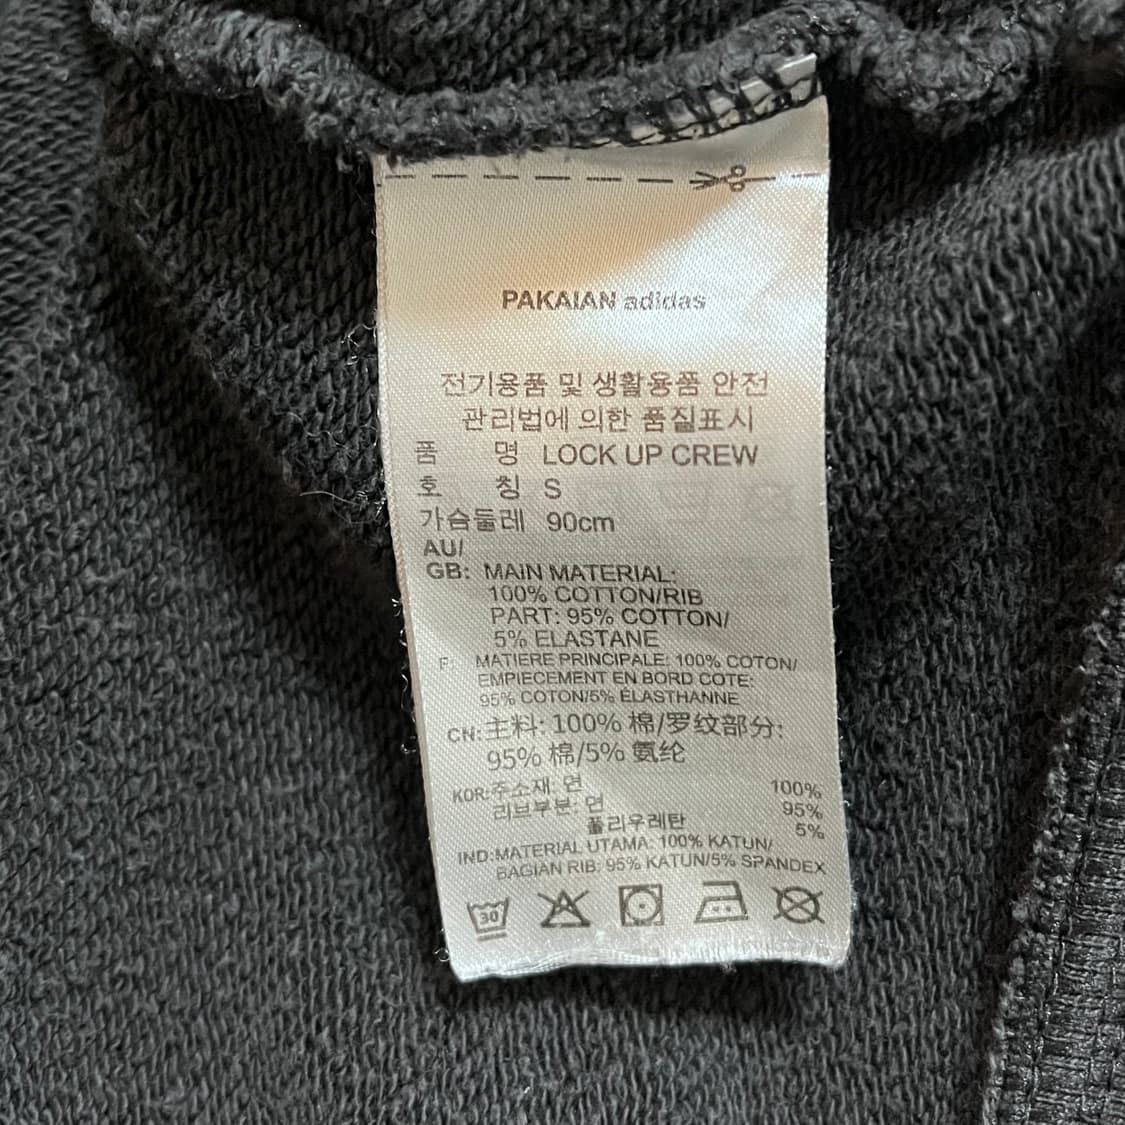 PAKAIAN adidas
전기용품 및 생활용품 안전
관리법에 의한 품질표시
품 명 LOCK UP CREW
호 칭 S
가슴둘레 90cm
AU/
GB: MAIN MATERIAL:
100% COTTON/RIB
PART: 95% COTTON/
5% ELASTANE
F: MATIERE PRINCIPALE: 100% COTON/
EMPIECEMENT EN BORD COTE:
95% COTON/5% ÉLASTHANNE
CN: 主料: 100% 棉/罗纹部分:
95% 棉/5% 氨纶
KOR: 주소재: 면 100%
리브부분: 면 95%
폴리우레탄 5%
IND: MATERIAL UTAMA: 100% KATUN/
BAGIAN RIB: 95% KATUN/5% SPANDEX
30